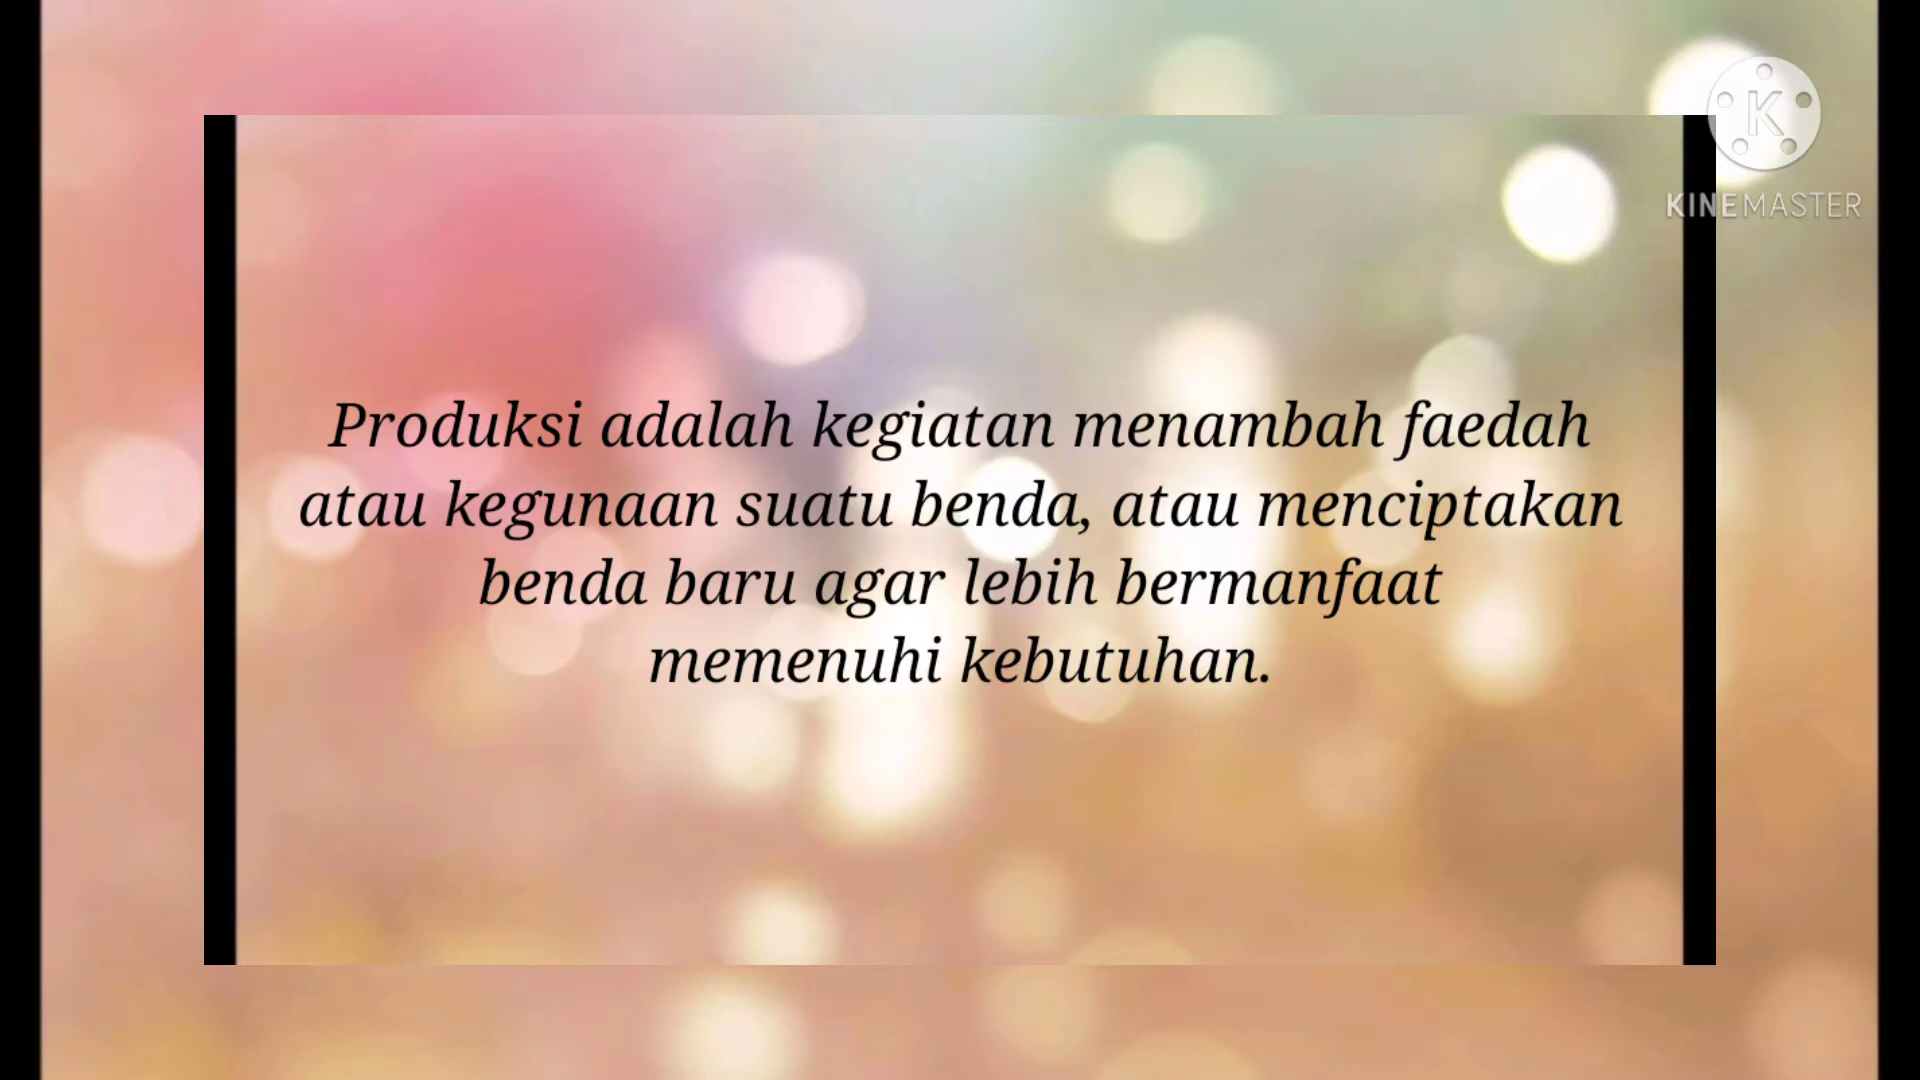 KINEMASTER
Produksi adalah kegiatan menambah faedah
atau kegunaan suatu benda, atau menciptakan
benda baru agar lebih bermanfaat
memenuhi kebutuhan.